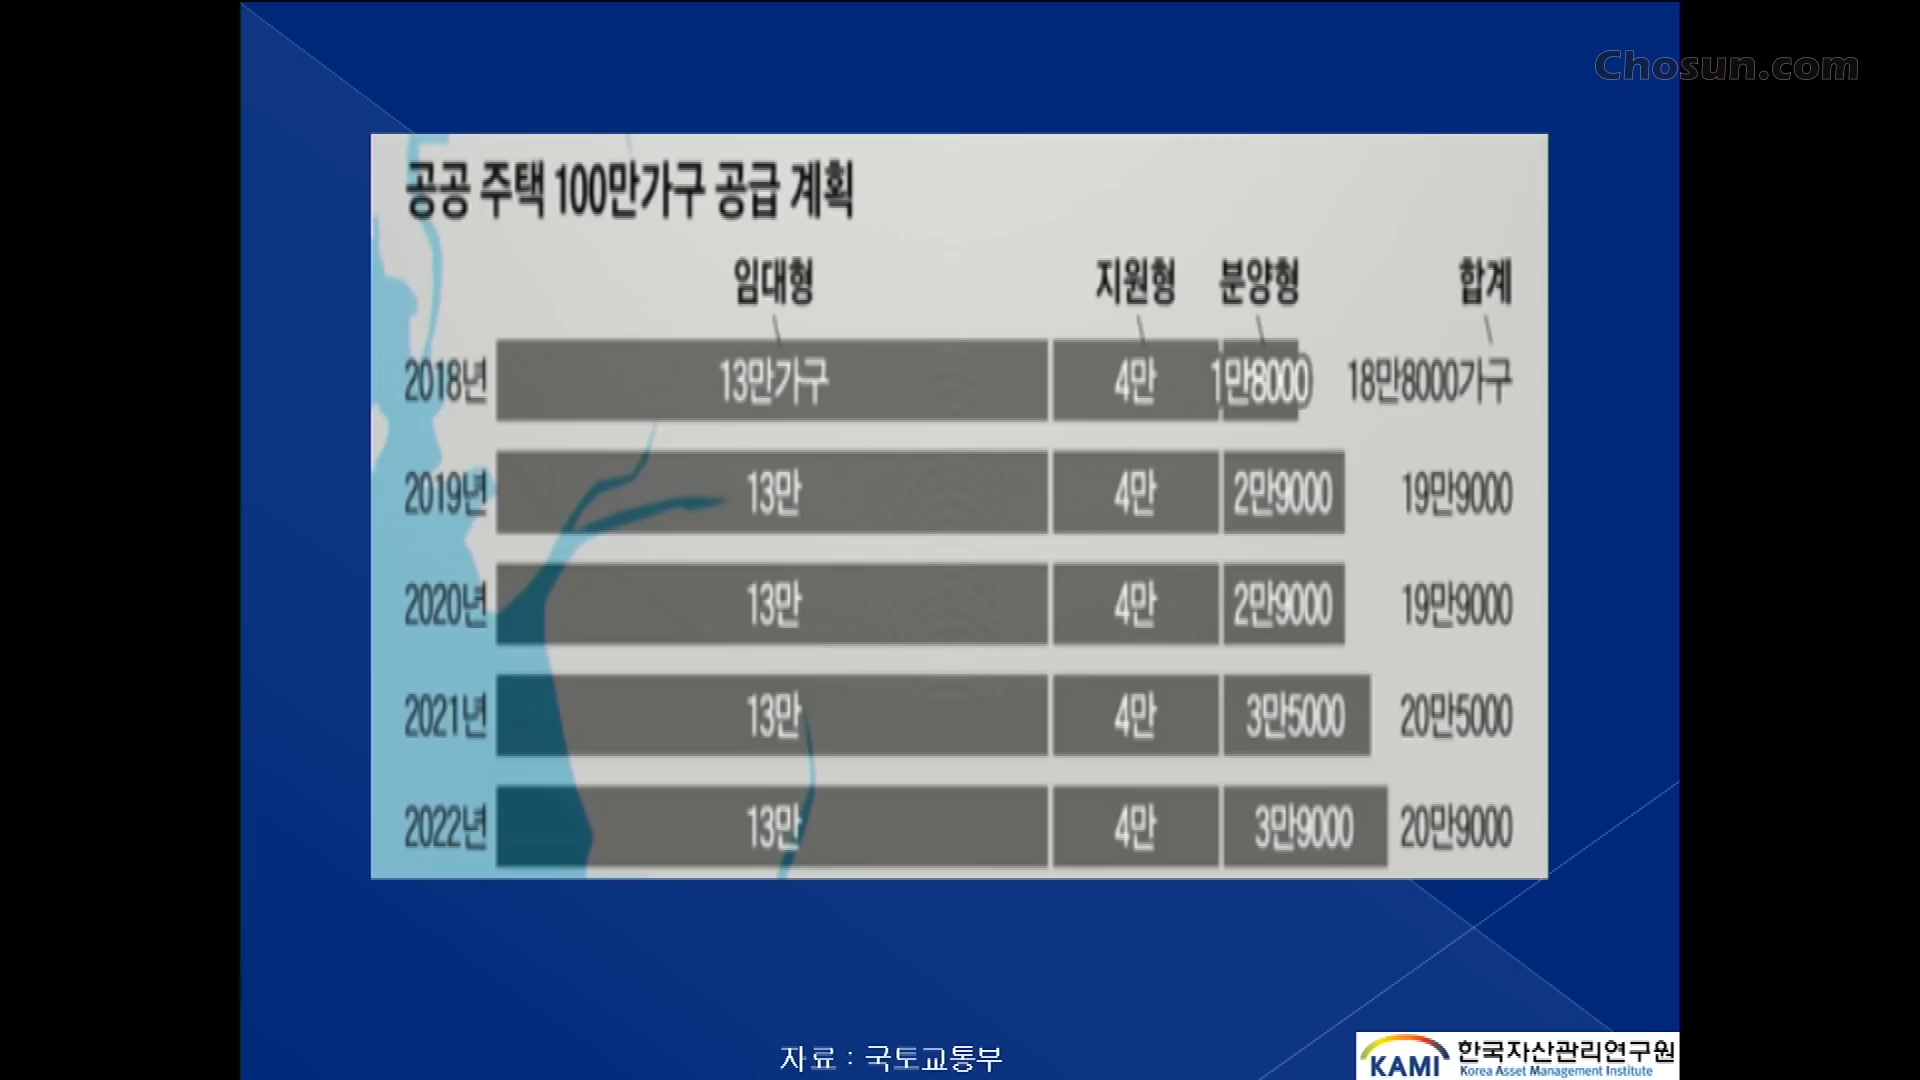 Chosun.com
공공 주택 100만가구 공급 계획
임대형 지원형 분양형 합계
2018년 13만가구 4만 1만8000 18만8000가구
2019년 13만 4만 2만9000 19만9000
2020년 13만 4만 2만9000 19만9000
2021년 13만 4만 3만5000 20만5000
2022년 13만 4만 3만9000 20만9000
자료 : 국토교통부
KAMI 한국자산관리연구원
Korea Asset Management Institute